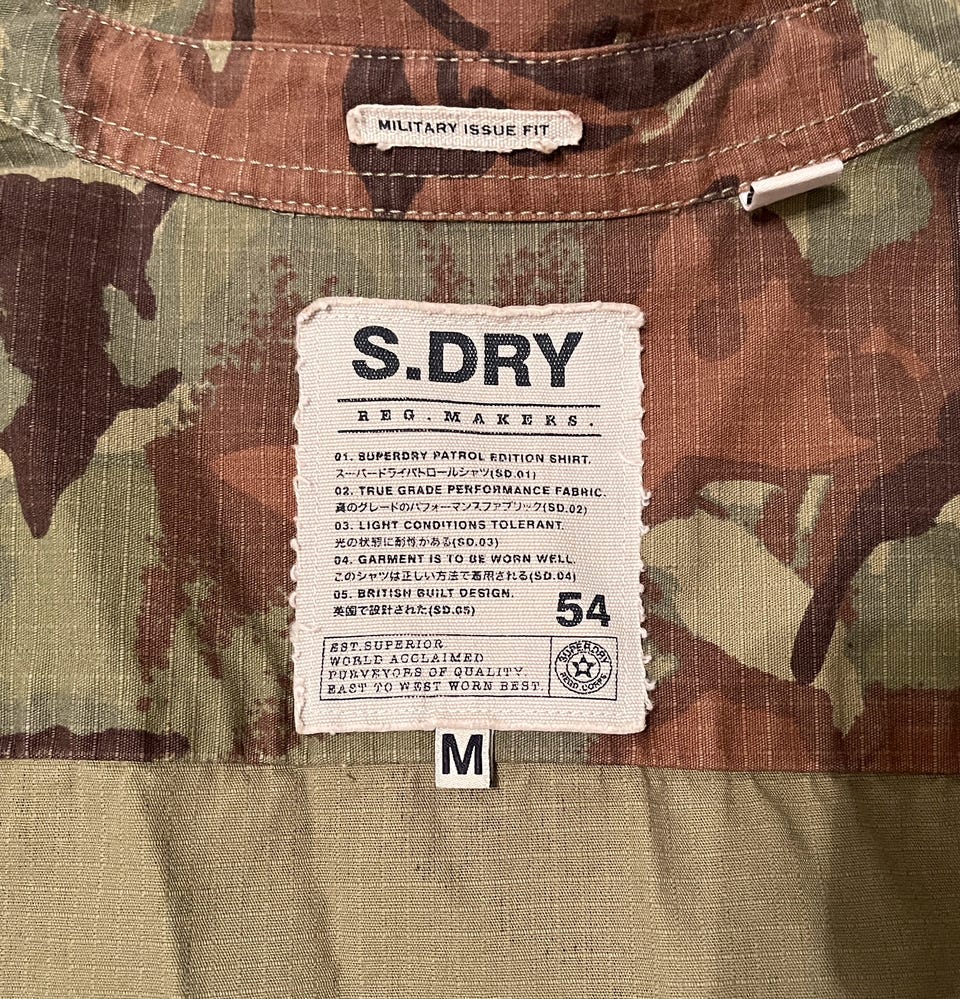 MILITARY ISSUE FIT
S.DRY
REG.MAKERS.
01. SUPERDRY PATROL EDITION SHIRT.
スーパードライパトロールシャツ(SD.01)
02. TRUE GRADE PERFORMANCE FABRIC.
真のグレードのパフォーマンスファブリック(SD.02)
03. LIGHT CONDITIONS TOLERANT.
光の状態に耐性がある(SD.03)
04. GARMENT IS TO BE WORN WELL.
このシャツは正しい方法で着用される(SD.04)
05. BRITISH BUILT DESIGN.
英国で設計された(SD.05)
54
EST.SUPERIOR
WORLD ACCLAIMED
PURVEYORS OF QUALITY.
EAST TO WEST WORN BEST.
SUPERDRY
M